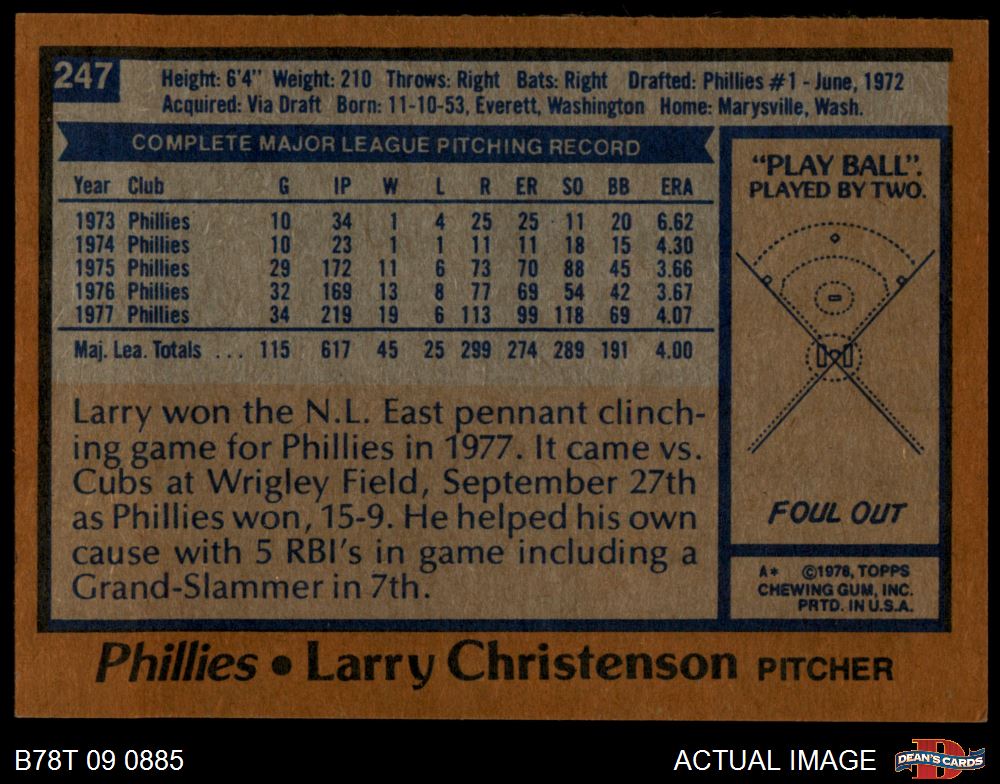 247
Height: 6'4" Weight: 210 Throws: Right Bats: Right Drafted: Phillies #1 - June, 1972
Acquired: Via Draft Born: 11-10-53, Everett, Washington Home: Marysville, Wash.
COMPLETE MAJOR LEAGUE PITCHING RECORD
Year Club G IP W L R ER SO BB ERA
1973 Phillies 10 34 1 4 25 25 11 20 6.62
1974 Phillies 10 23 1 1 11 11 18 15 4.30
1975 Phillies 29 172 11 6 73 70 88 45 3.66
1976 Phillies 32 169 13 8 77 69 54 42 3.67
1977 Phillies 34 219 19 6 113 99 118 69 4.07
Maj. Lea. Totals ... 115 617 45 25 299 274 289 191 4.00
Larry won the N.L. East pennant clinch-
ing game for Phillies in 1977. It came vs.
Cubs at Wrigley Field, September 27th
as Phillies won, 15-9. He helped his own
cause with 5 RBI's in game including a
Grand-Slammer in 7th.
"PLAY BALL".
PLAYED BY TWO.
FOUL OUT
A* ©1978, TOPPS
CHEWING GUM, INC.
PRTD. IN U.S.A.
Phillies • Larry Christenson PITCHER
B78T 09 0885
ACTUAL IMAGE
D
DEAN'S CARDS